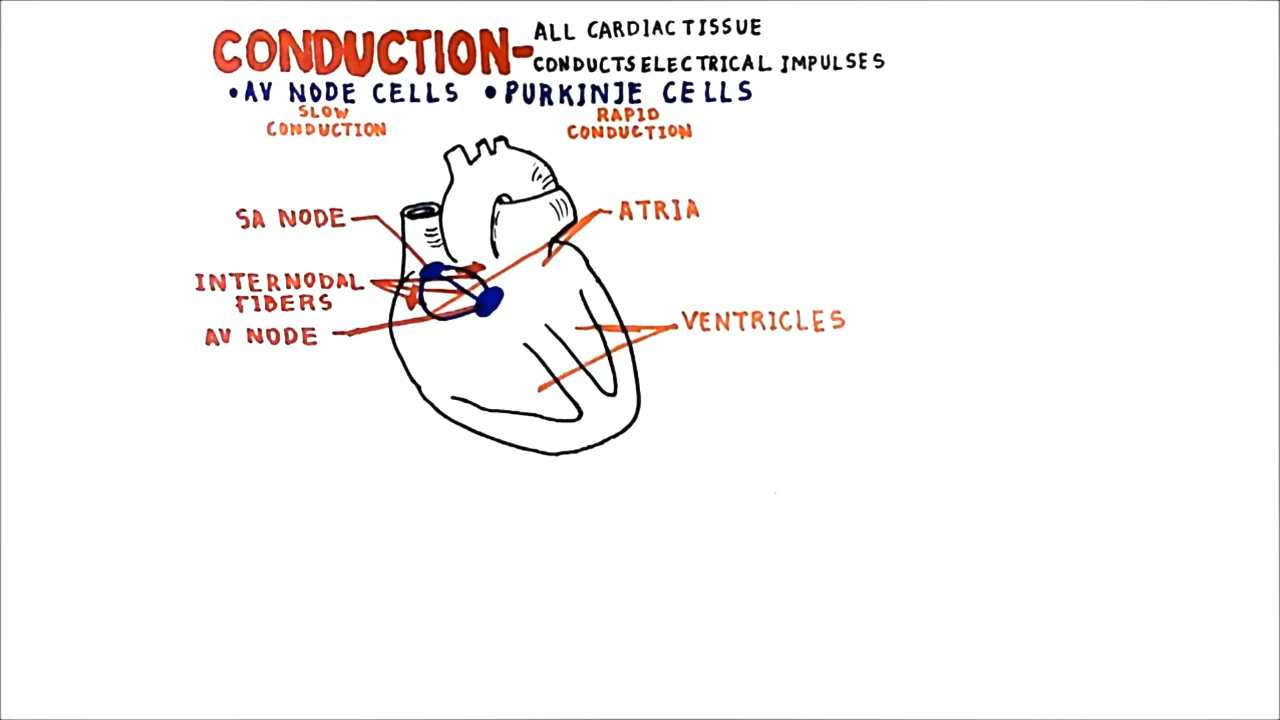 CONDUCTION-
ALL CARDIAC TISSUE
CONDUCTS ELECTRICAL IMPULSES
•AV NODE CELLS •PURKINJE CELLS
SLOW
CONDUCTION
RAPID
CONDUCTION
SA NODE
ATRIA
INTERNODAL
FIBERS
AV NODE
VENTRICLES